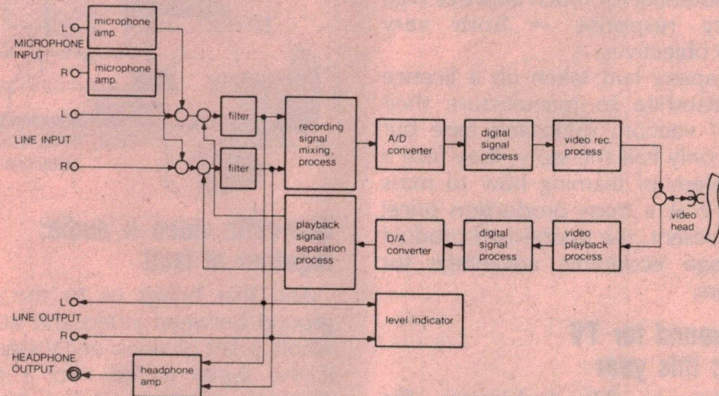 L
microphone
amp.
MICROPHONE
INPUT
R
microphone
amp.
L
LINE INPUT
R
filter
filter
recording
signal
mixing,
process
A/D
converter
digital
signal
process
video rec.
process
video
head
playback
signal
separation
process
D/A
converter
digital
signal
process
video
playback
process
L
LINE OUTPUT
R
level indicator
HEADPHONE
OUTPUT
headphone
amp.